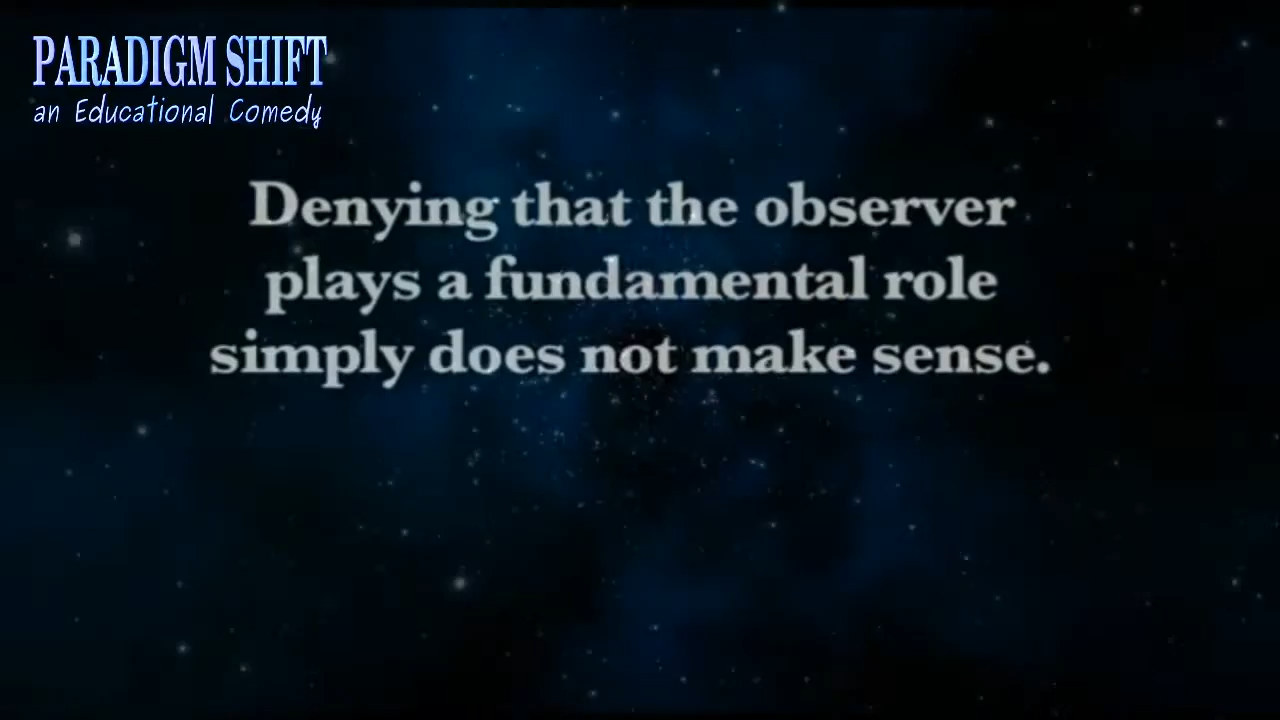 PARADIGM SHIFT
an Educational Comedy
Denying that the observer
plays a fundamental role
simply does not make sense.